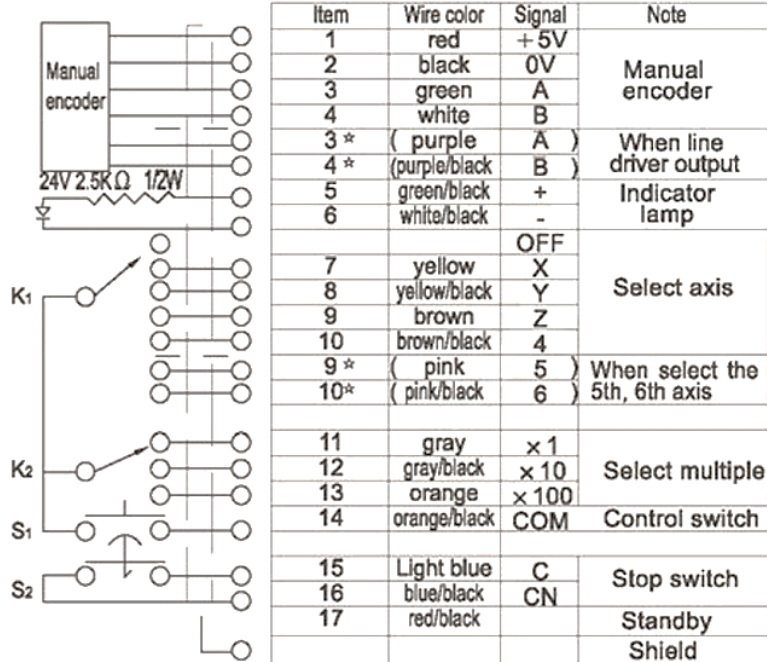 Item Wire color Signal Note
1 red +5V
2 black 0V
3 green A
4 white B
Manual
encoder
3☆ ( purple A )
4☆ (purple/black B )
When line
driver output
5 green/black +
6 white/black -
Indicator
lamp
OFF
7 yellow X
8 yellow/black Y
9 brown Z
10 brown/black 4
Select axis
9☆ ( pink 5 )
10☆ ( pink/black 6 )
When select the
5th, 6th axis
11 gray ×1
12 gray/black ×10
13 orange ×100
Select multiple
14 orange/black COM Control switch
15 Light blue C
16 blue/black CN
Stop switch
17 red/black Standby
Shield
Manual
encoder
24V 2.5KΩ 1/2W
K1
K2
S1
S2